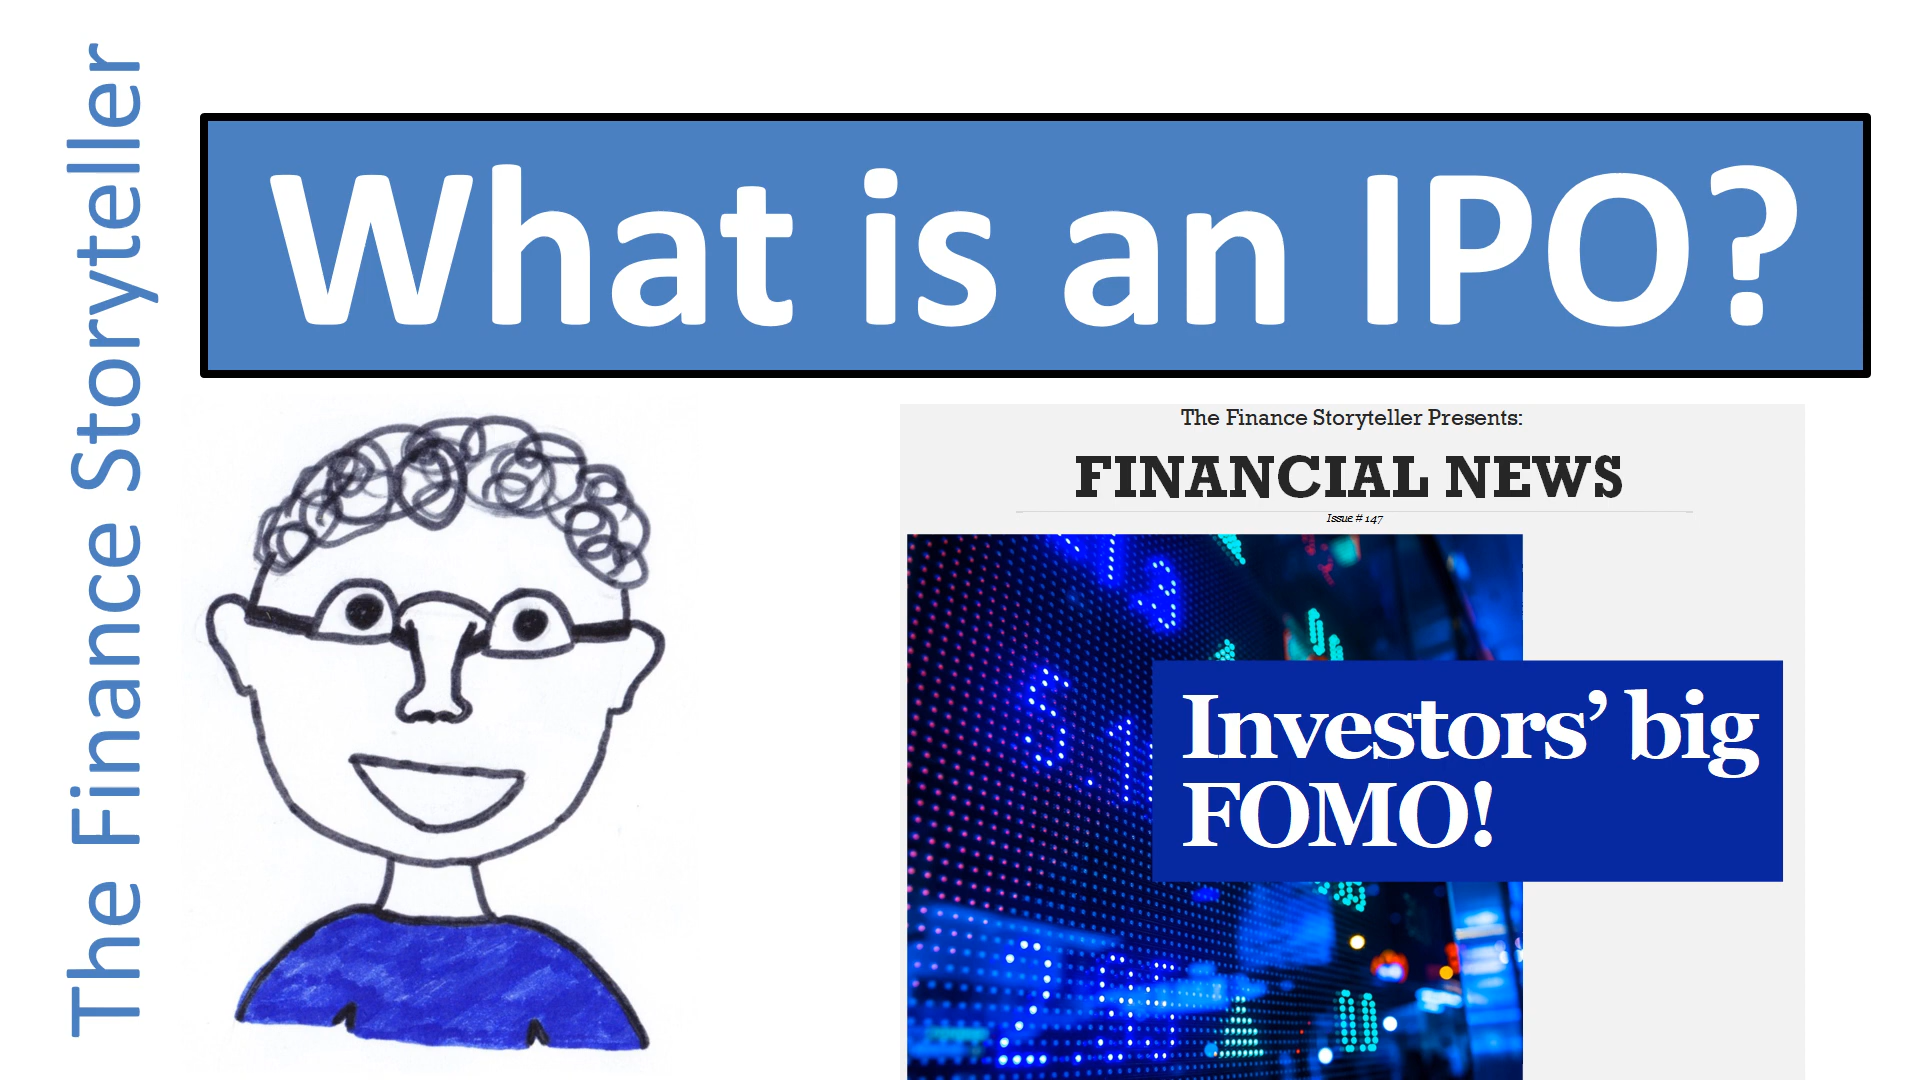 The Finance Storyteller
What is an IPO?
The Finance Storyteller Presents:
FINANCIAL NEWS
Issue # 147
Investors’ big
FOMO!